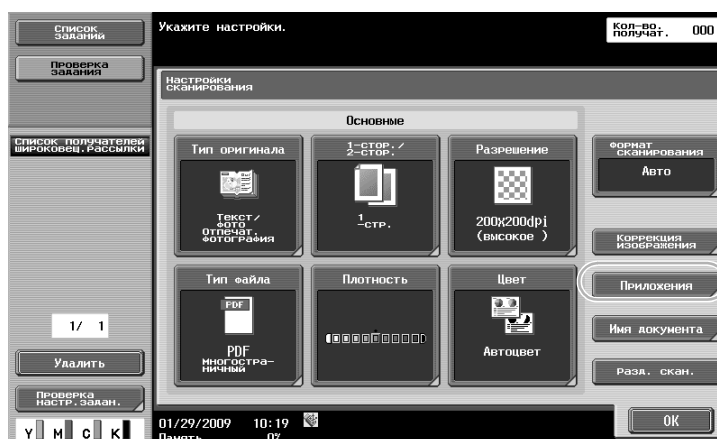 Список
заданий
Проверка
задания
Список получателей
широковещ.рассылки
1/ 1
Удалить
Проверка
настр.задан.
Y M C K
Укажите настройки.
Кол-во.
получат. 000
Настройки
сканирования
Основные
Тип оригинала
Текст/
фото
Отпечат.
фотография
1-стор./
2-стор.
1
-стр.
Разрешение
200X200dpi
(высокое )
Тип файла
PDF
PDF
Многостра-
ничный
Плотность
Цвет
Автоцвет
Формат
сканирования
Авто
Коррекция
изображения
Приложения
Имя документа
Разд. скан.
01/29/2009 10:19
Память 0%
OK